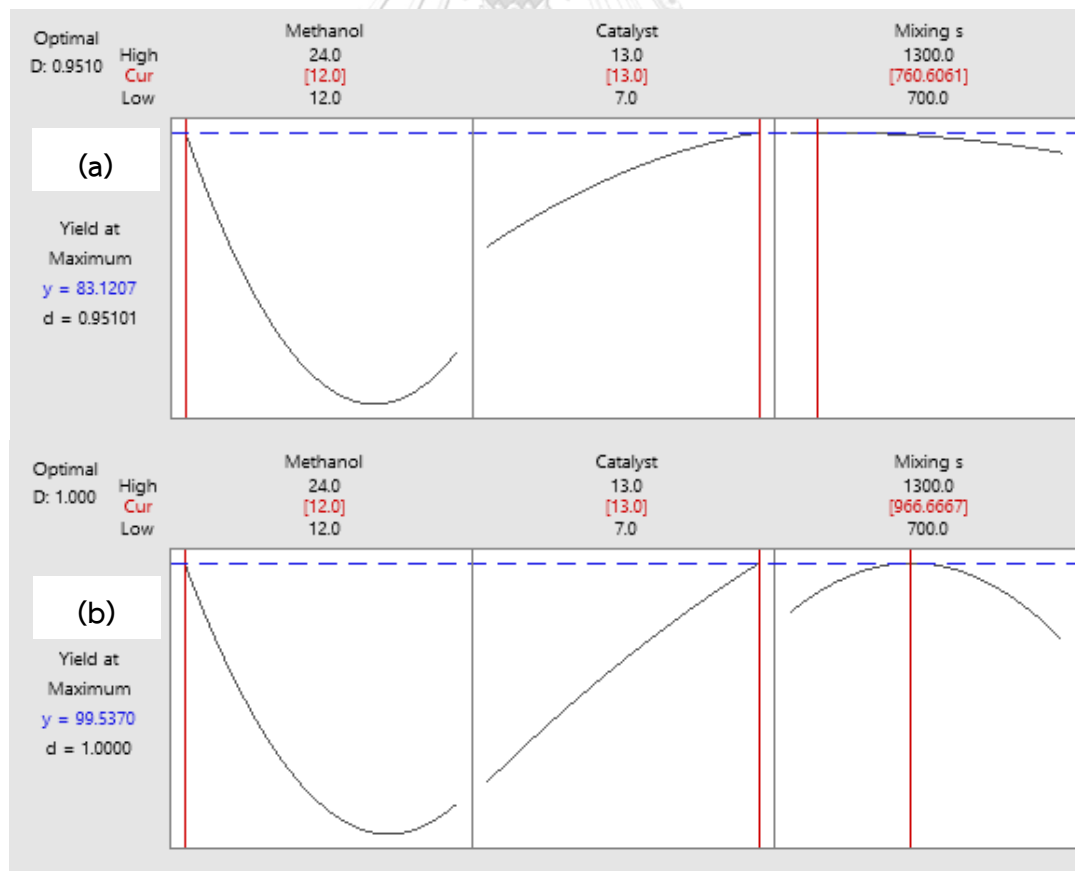 Optimal
D: 0.9510
High
Cur
Low
Methanol
24.0
[12.0]
12.0
Catalyst
13.0
[13.0]
7.0
Mixing s
1300.0
[760.6061]
700.0
(a)
Yield at
Maximum
y = 83.1207
d = 0.95101
Optimal
D: 1.000
High
Cur
Low
Methanol
24.0
[12.0]
12.0
Catalyst
13.0
[13.0]
7.0
Mixing s
1300.0
[966.6667]
700.0
(b)
Yield at
Maximum
y = 99.5370
d = 1.0000